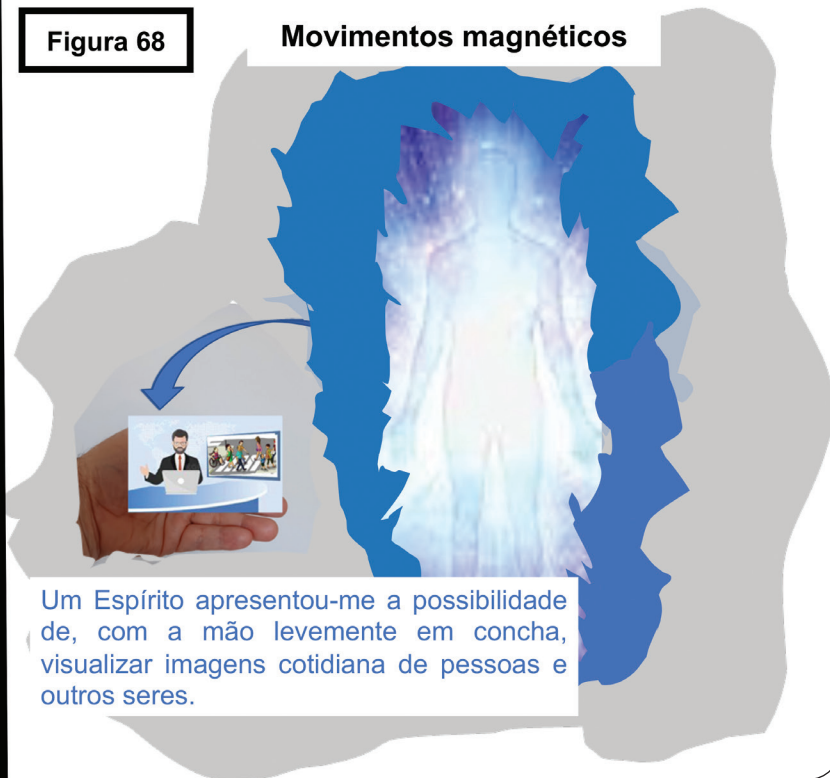 Figura 68
Movimentos magnéticos
Um Espírito apresentou-me a possibilidade
de, com a mão levemente em concha,
visualizar imagens cotidiana de pessoas e
outros seres.